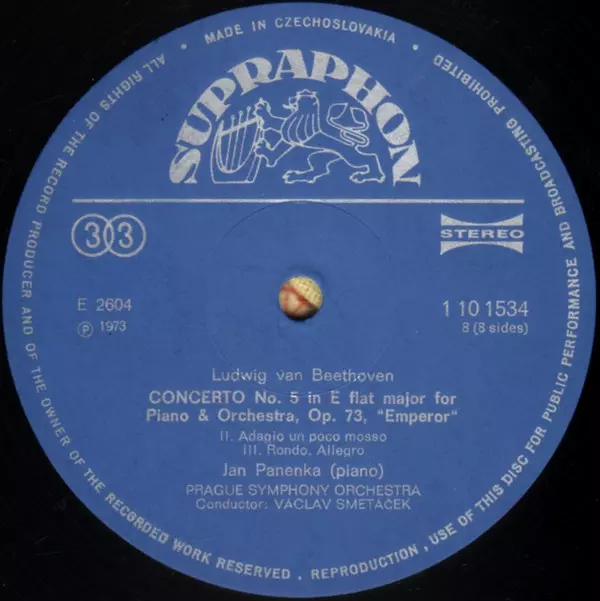 MADE IN CZECHOSLOVAKIA
ALL RIGHTS OF THE RECORD PRODUCER AND OF THE OWNER OF THE RECORDED WORK RESERVED . REPRODUCTION , USE OF THIS DISC FOR PUBLIC PERFORMANCE AND BROADCASTING PROHIBITED
SUPRAPHON
33
STEREO
E 2604
1 10 1534
Ⓟ 1973
8 (8 sides)
Ludwig van Beethoven
CONCERTO No. 5 in E flat major for
Piano & Orchestra, Op. 73, "Emperor"
II. Adagio un poco mosso
III. Rondo. Allegro
Jan Panenka (piano)
PRAGUE SYMPHONY ORCHESTRA
Conductor: VÁCLAV SMETÁČEK